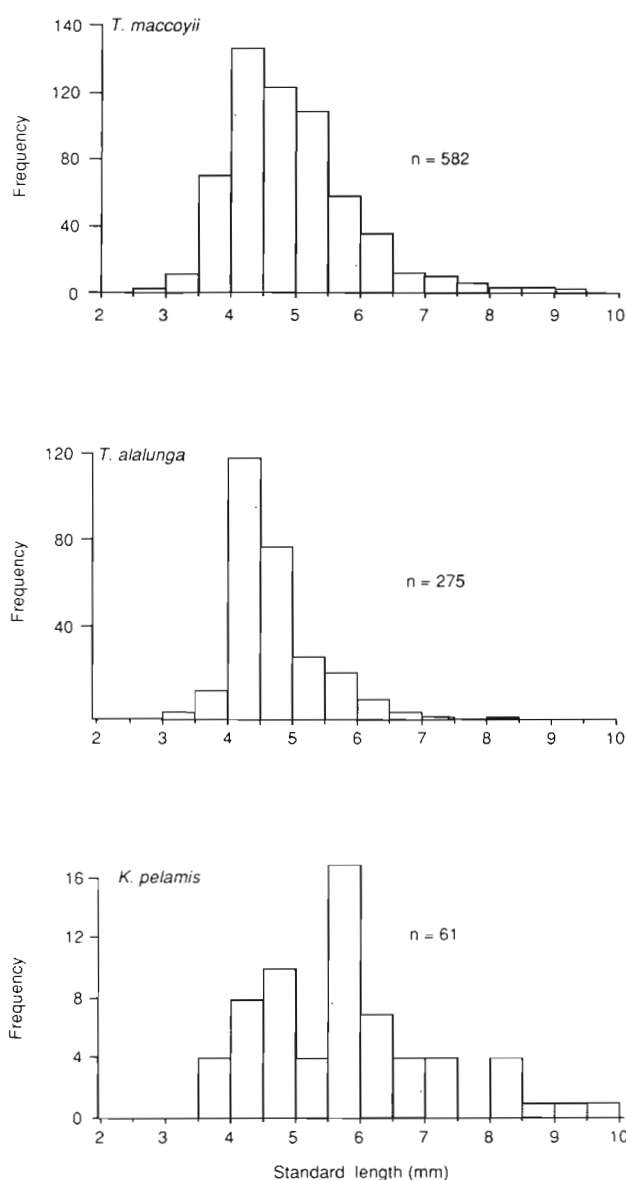 T. maccoyii
140
120
80
40
0
Frequency
n = 582
2 3 4 5 6 7 8 9 10
T. alalunga
120
80
40
Frequency
n = 275
2 3 4 5 6 7 8 9 10
K. pelamis
16
12
8
4
0
Frequency
n = 61
2 3 4 5 6 7 8 9 10
Standard length (mm)